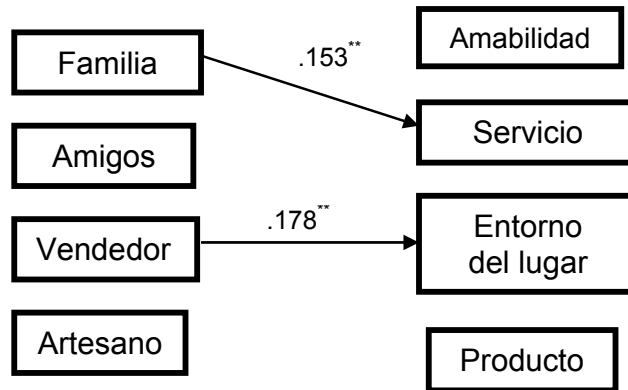 Familia
Amigos
Vendedor
Artesano
.153**
.178**
Amabilidad
Servicio
Entorno
del lugar
Producto